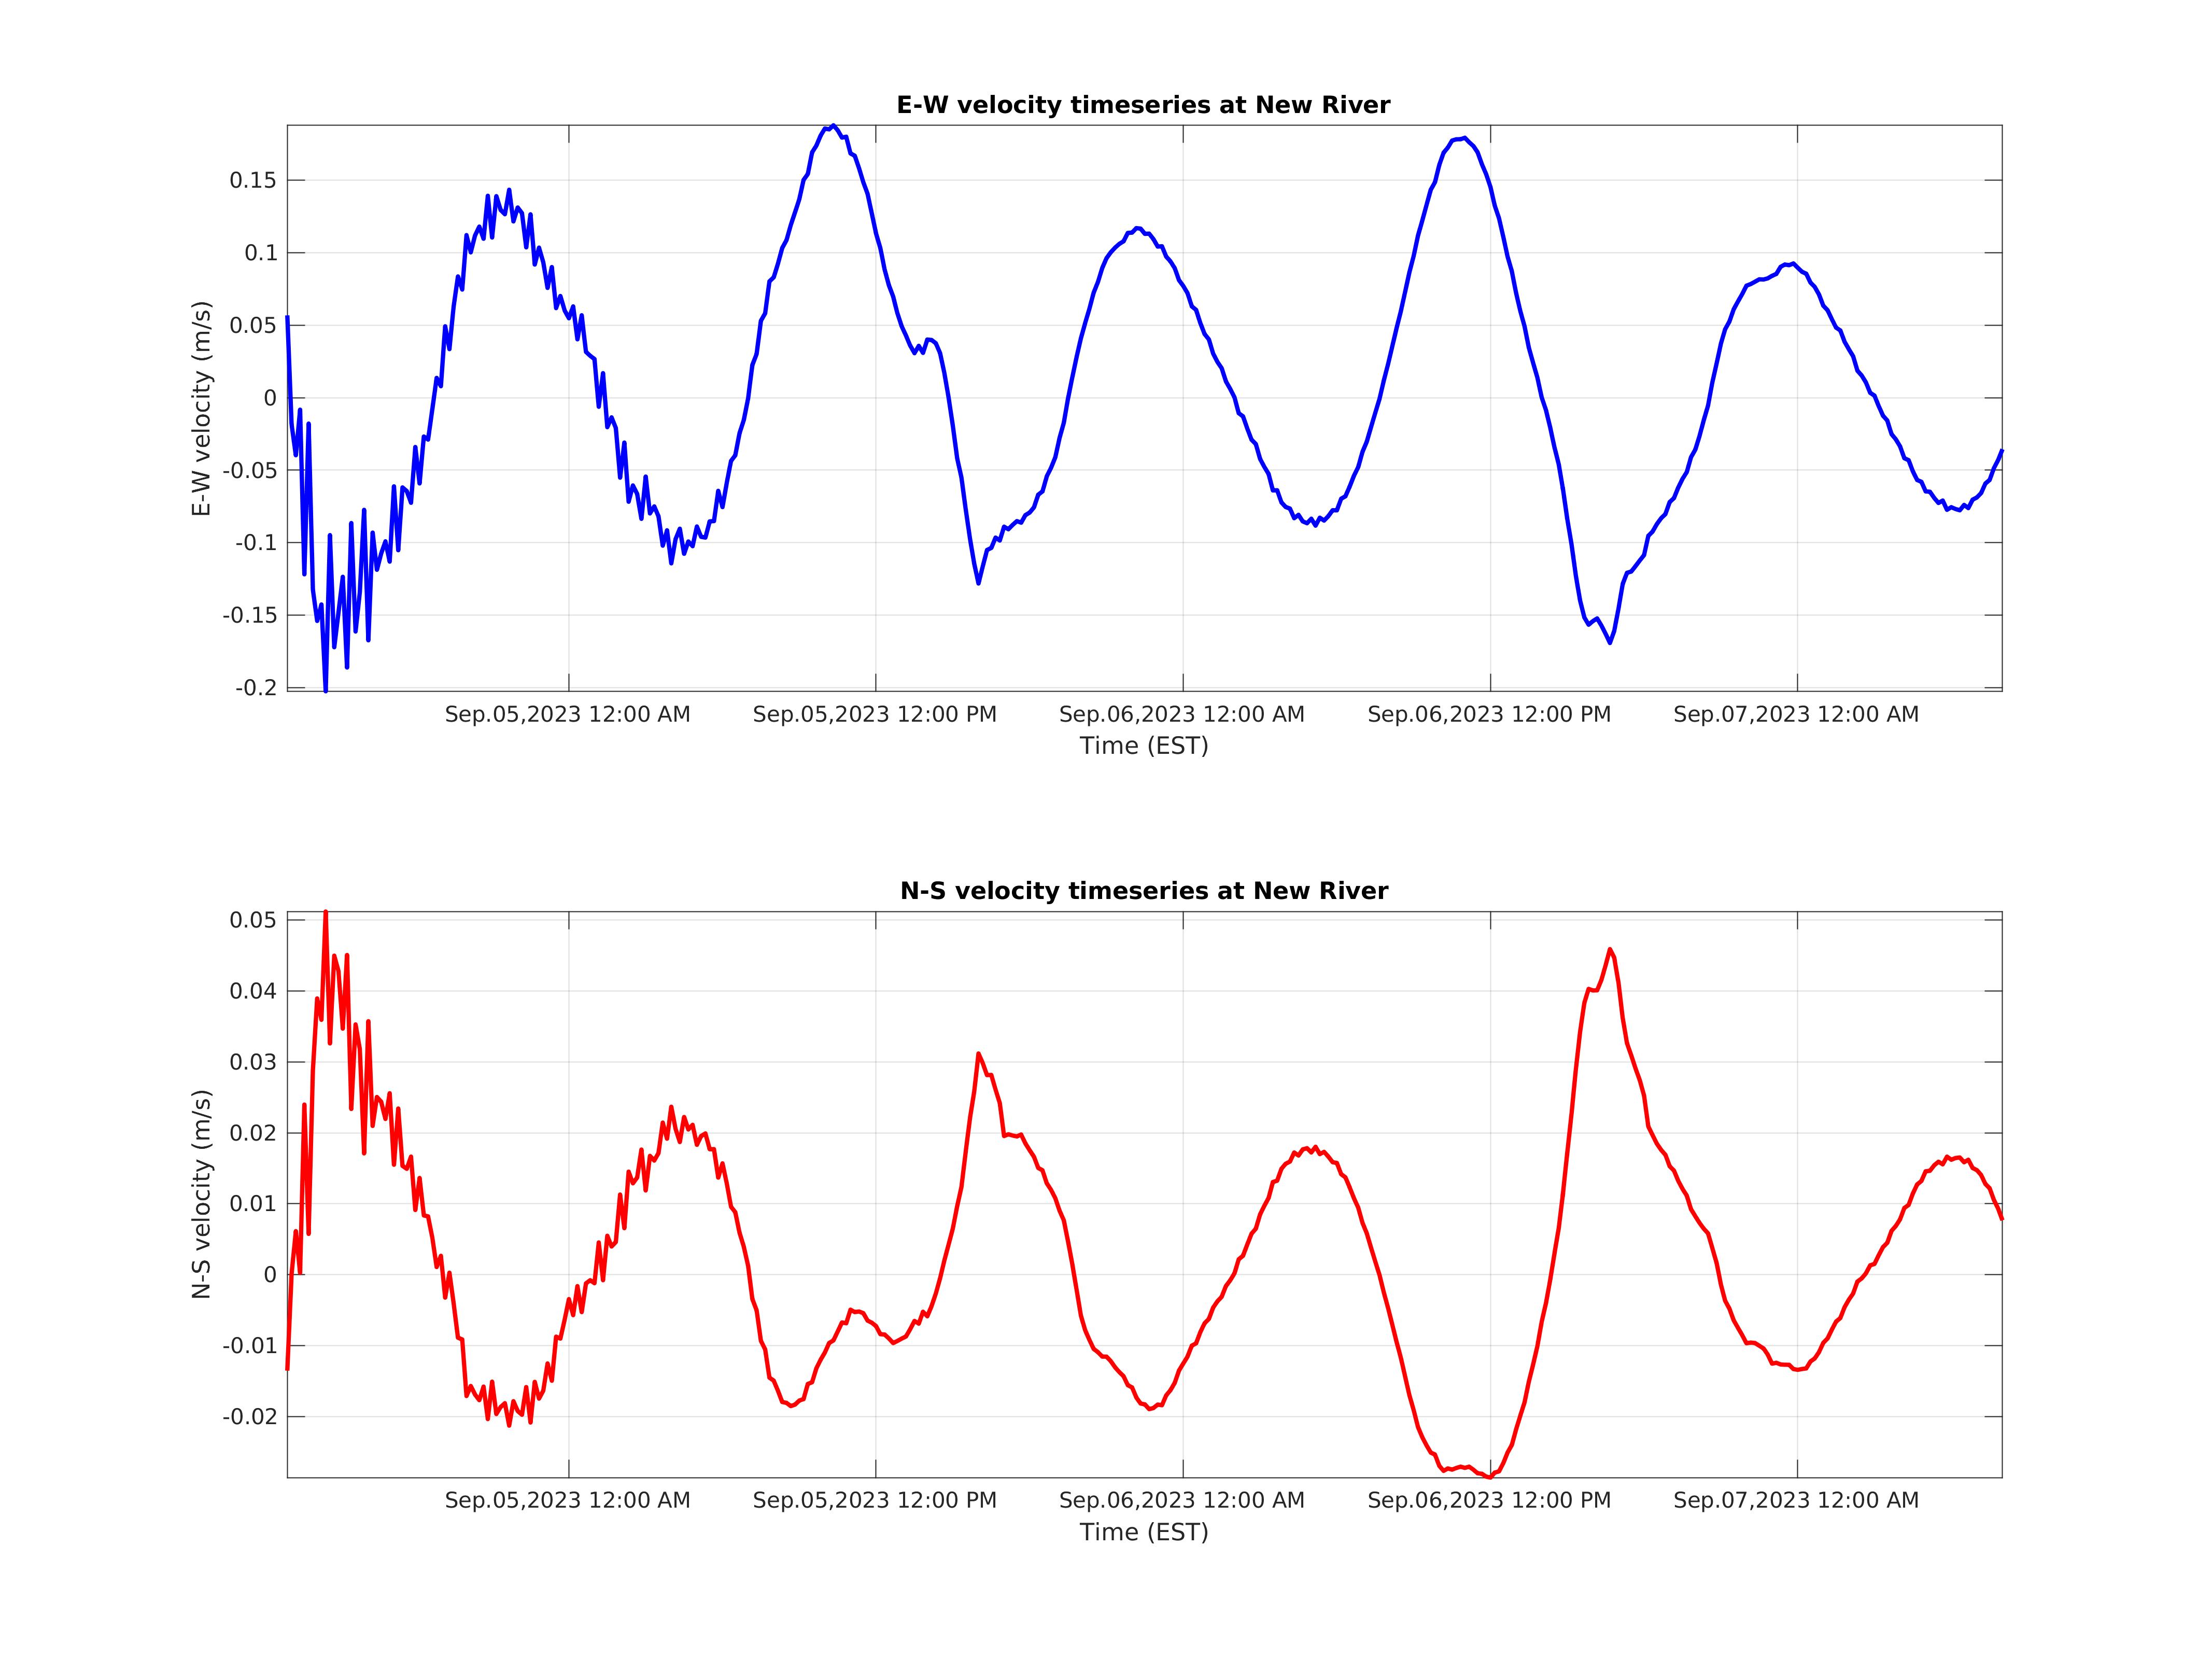 E-W velocity timeseries at New River
E-W velocity (m/s)
0.15
0.1
0.05
0
-0.05
-0.1
-0.15
-0.2
Sep.05,2023 12:00 AM
Sep.05,2023 12:00 PM
Sep.06,2023 12:00 AM
Sep.06,2023 12:00 PM
Sep.07,2023 12:00 AM
Time (EST)
N-S velocity timeseries at New River
N-S velocity (m/s)
0.05
0.04
0.03
0.02
0.01
0
-0.01
-0.02
Sep.05,2023 12:00 AM
Sep.05,2023 12:00 PM
Sep.06,2023 12:00 AM
Sep.06,2023 12:00 PM
Sep.07,2023 12:00 AM
Time (EST)